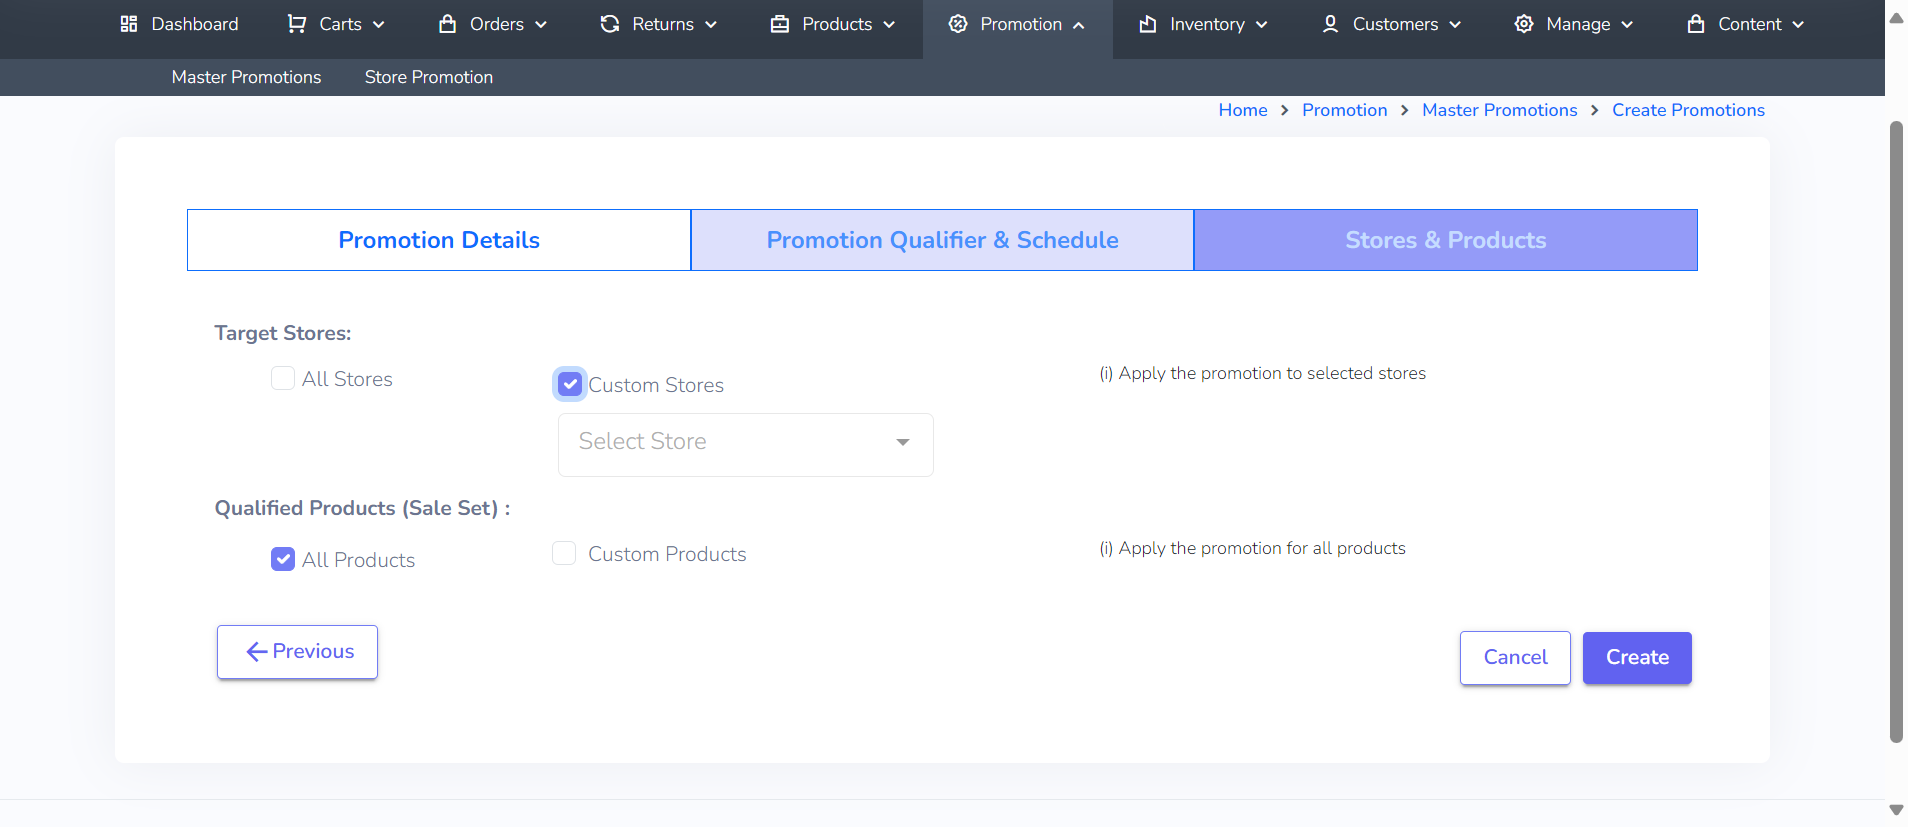 Dashboard Carts Orders Returns Products Promotion Inventory Customers Manage Content
Master Promotions Store Promotion
Home > Promotion > Master Promotions > Create Promotions
Promotion Details Promotion Qualifier & Schedule Stores & Products
Target Stores:
All Stores Custom Stores (i) Apply the promotion to selected stores
Select Store
Qualified Products (Sale Set) :
All Products Custom Products (i) Apply the promotion for all products
Previous Cancel Create